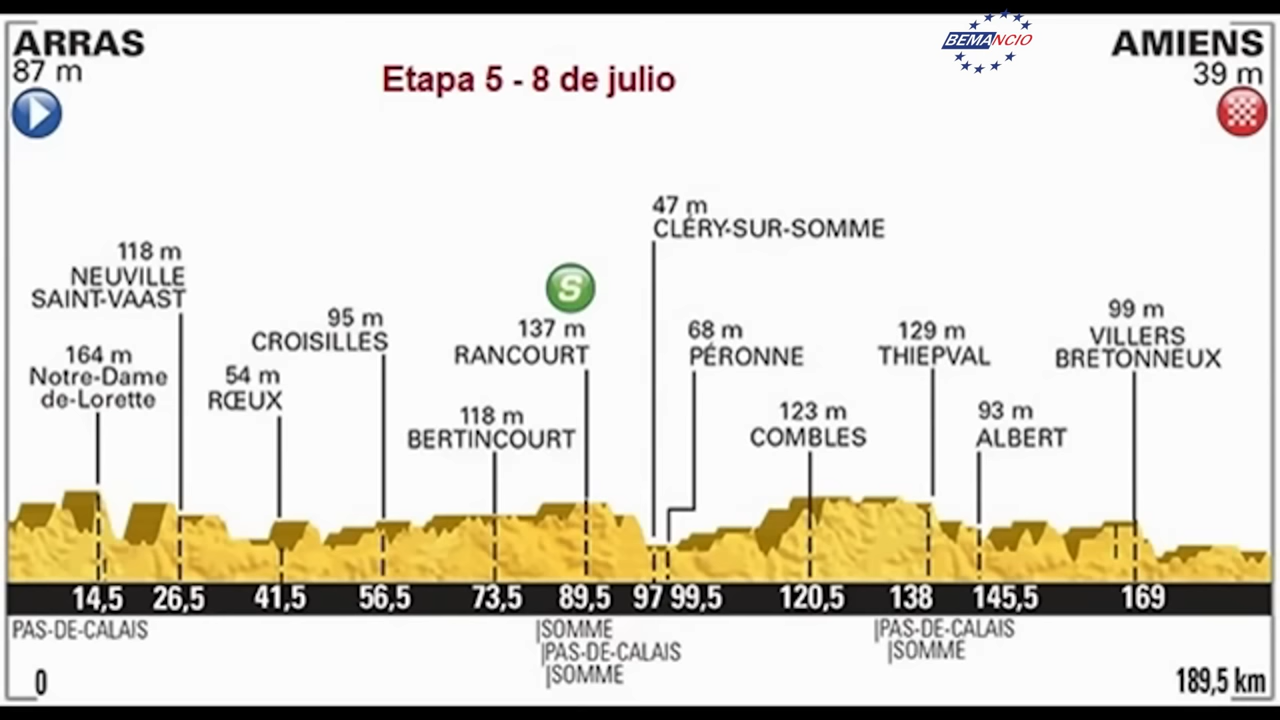 ARRAS
87 m
Etapa 5 - 8 de julio
BEMANCIO
AMIENS
39 m
47 m
CLÉRY-SUR-SOMME
118 m
NEUVILLE
SAINT-VAAST
S
95 m
CROISILLES
137 m
RANCOURT
68 m
PÉRONNE
129 m
THIEPVAL
99 m
VILLERS
BRETONNEUX
164 m
Notre-Dame
de-Lorette
54 m
RŒUX
118 m
BERTINCOURT
123 m
COMBLES
93 m
ALBERT
14,5 26,5 41,5 56,5 73,5 89,5 97 99,5 120,5 138 145,5 169
PAS-DE-CALAIS
|SOMME
|PAS-DE-CALAIS
|SOMME
|PAS-DE-CALAIS
|SOMME
0
189,5 km